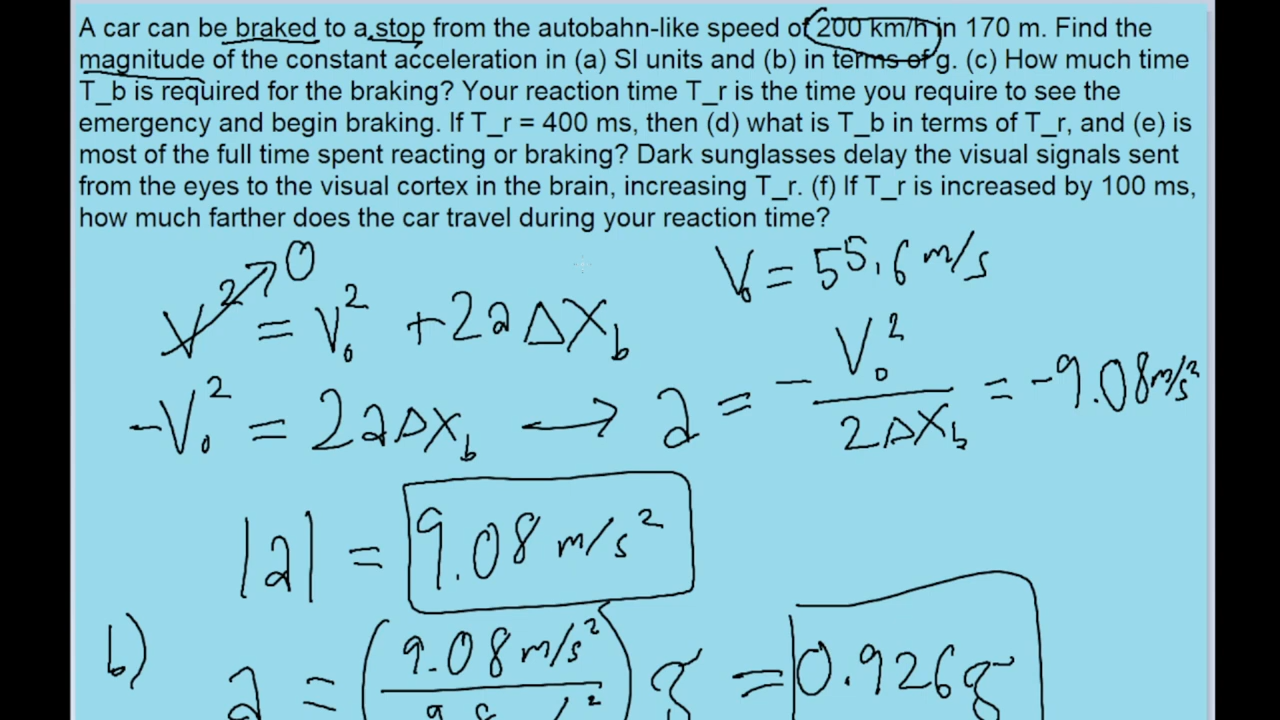 A car can be braked to a stop from the autobahn-like speed of 200 km/h in 170 m. Find the
magnitude of the constant acceleration in (a) SI units and (b) in terms of g. (c) How much time
T_b is required for the braking? Your reaction time T_r is the time you require to see the
emergency and begin braking. If T_r = 400 ms, then (d) what is T_b in terms of T_r, and (e) is
most of the full time spent reacting or braking? Dark sunglasses delay the visual signals sent
from the eyes to the visual cortex in the brain, increasing T_r. (f) If T_r is increased by 100 ms,
how much farther does the car travel during your reaction time?
V₀ = 55.6 m/s
V² → 0 = V₀² + 2aΔX_b
-V₀² = 2aΔX_b → a = -V₀² / 2ΔX_b = -9.08 m/s²
|a| = 9.08 m/s²
b)
a = (9.08 m/s² / 9.8 m/s²) g = 0.926g